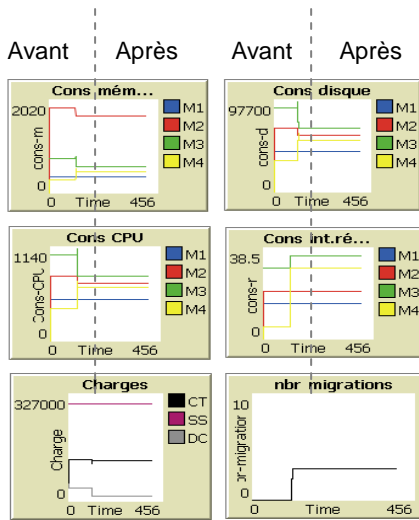 Avant Après Avant Après
Cons mém...
2020
cons-m
0
0 Time 456
M1
M2
M3
M4
Cons disque
97700
cons-d
0
0 Time 456
M1
M2
M3
M4
Cons CPU
1140
Cons-CPU
0
0 Time 456
M1
M2
M3
M4
Cons int.ré...
38.5
cons-r
0
0 Time 456
M1
M2
M3
M4
Charges
327000
Charge
0
0 Time 456
CT
SS
DC
nbr migrations
10
or-migration
0
0 Time 456